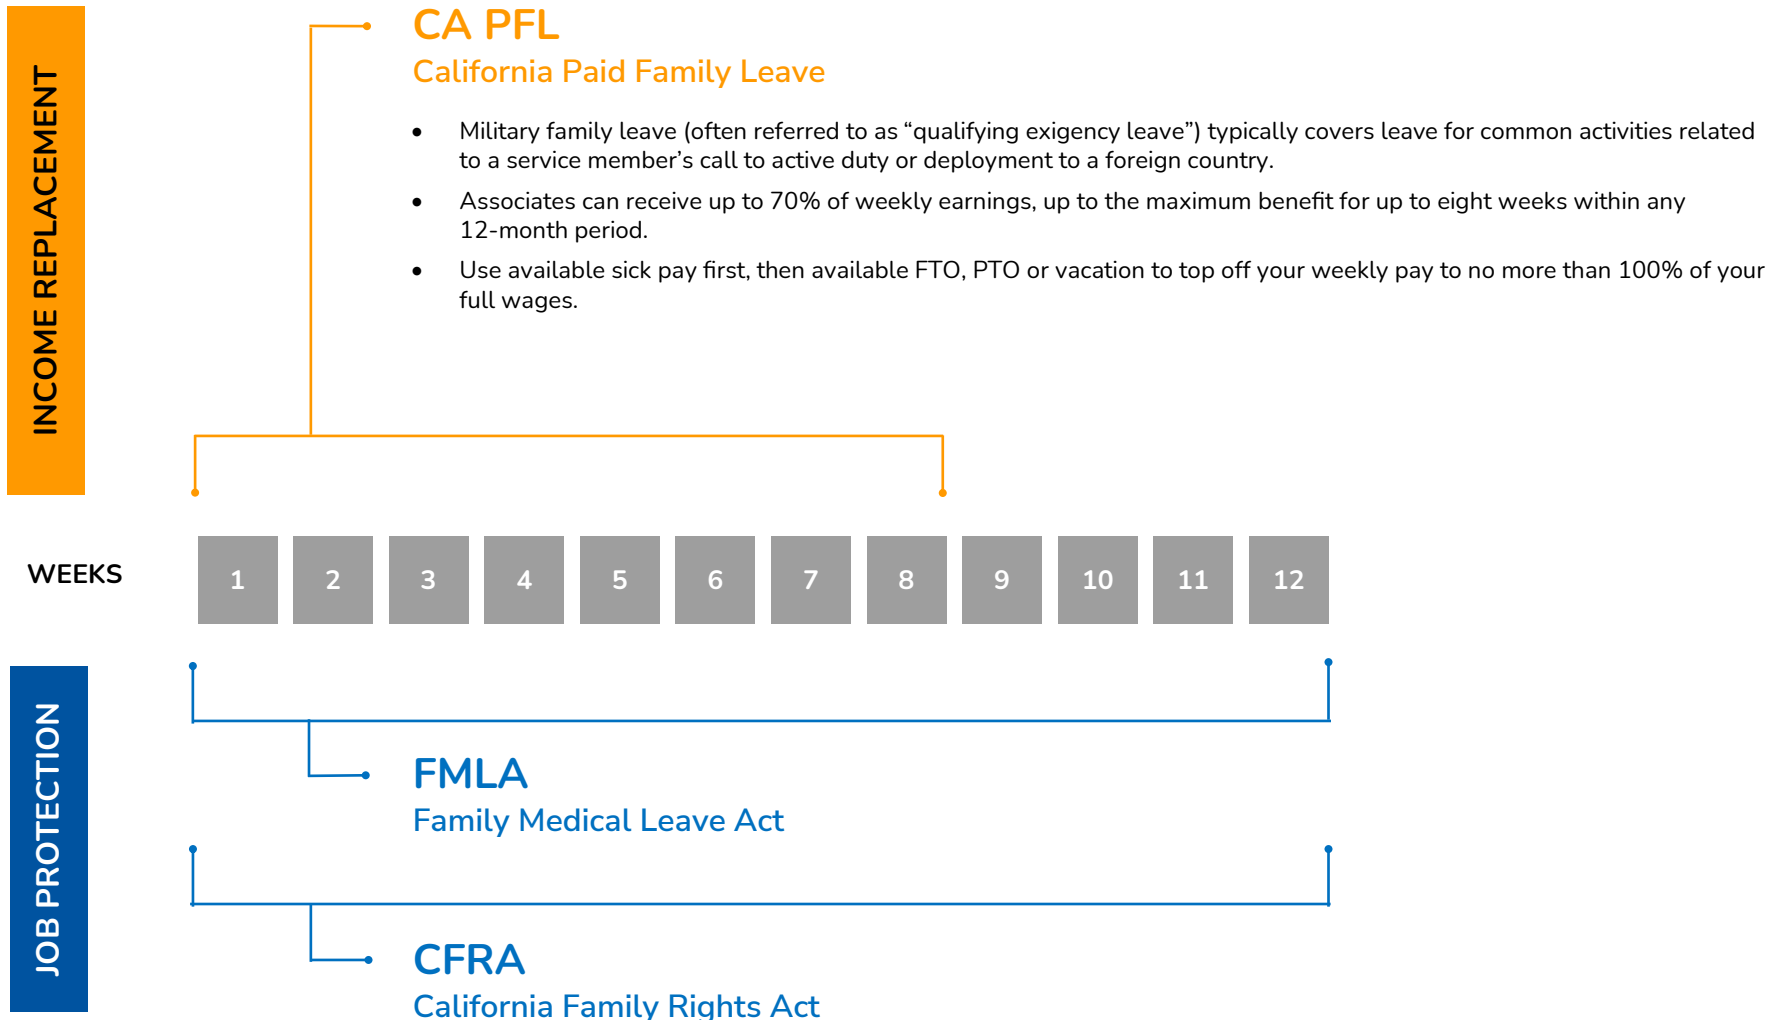 INCOME REPLACEMENT
CA PFL
California Paid Family Leave
• Military family leave (often referred to as “qualifying exigency leave”) typically covers leave for common activities related
to a service member’s call to active duty or deployment to a foreign country.
• Associates can receive up to 70% of weekly earnings, up to the maximum benefit for up to eight weeks within any
12-month period.
• Use available sick pay first, then available FTO, PTO or vacation to top off your weekly pay to no more than 100% of your
full wages.
WEEKS
1 2 3 4 5 6 7 8 9 10 11 12
JOB PROTECTION
FMLA
Family Medical Leave Act
CFRA
California Family Rights Act